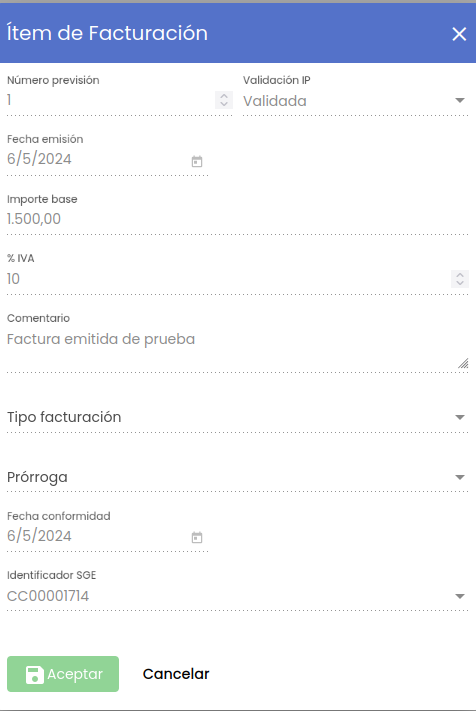 Ítem de Facturación
Número previsión
Validación IP
1
Validada
Fecha emisión
6/5/2024
Importe base
1.500,00
% IVA
10
Comentario
Factura emitida de prueba
Tipo facturación
Prórroga
Fecha conformidad
6/5/2024
Identificador SGE
CC00001714
Aceptar
Cancelar